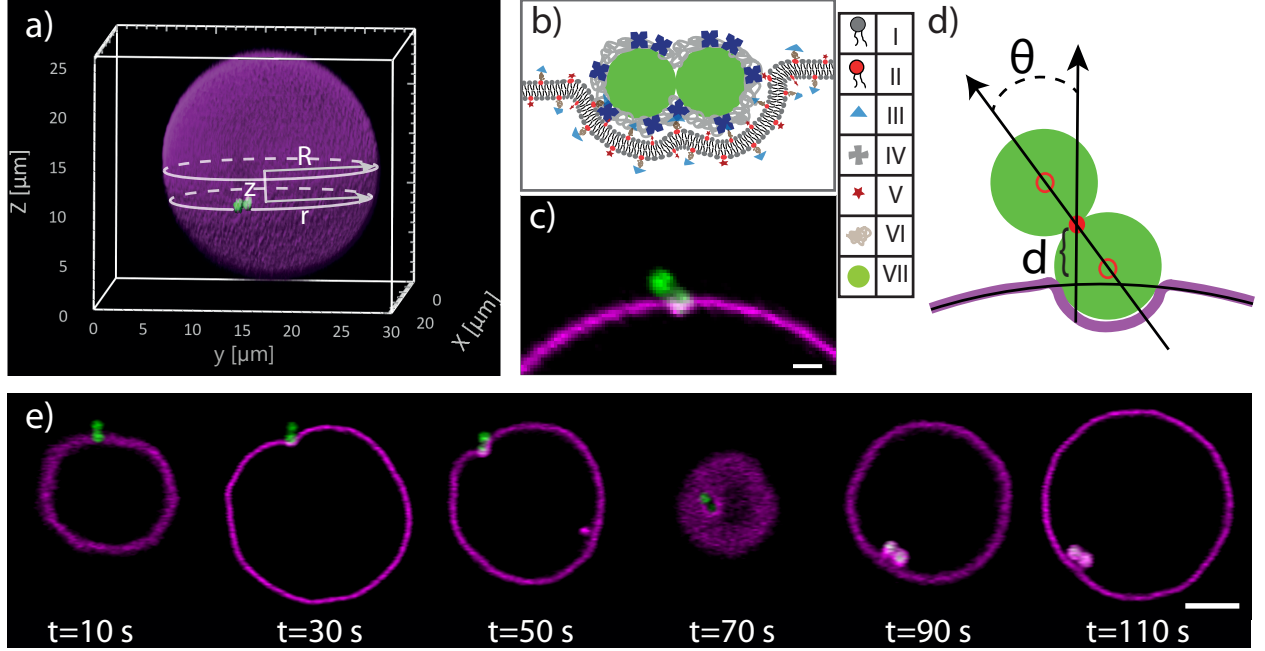 a)
25
20
15
10
5
0
Z [µm]
R
z
r
0
5
10
15
20
25
30
y [µm]
0
20
X [µm]
b)
I
II
III
IV
V
VI
VII
c)
d)
θ
d
{
e)
t=10 s
t=30 s
t=50 s
t=70 s
t=90 s
t=110 s